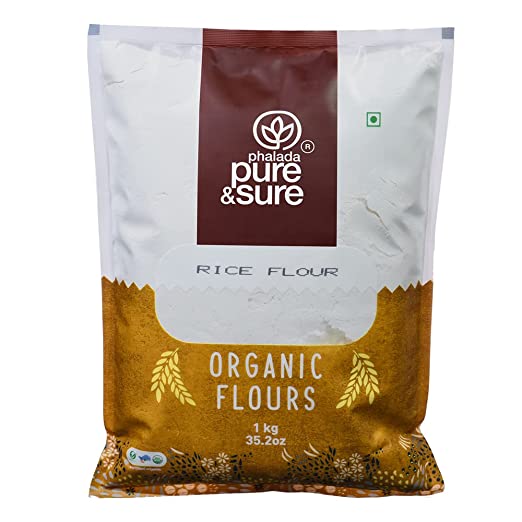 phalada
pure
&sure
®
RICE FLOUR
ORGANIC
FLOURS
1 kg
35.2oz